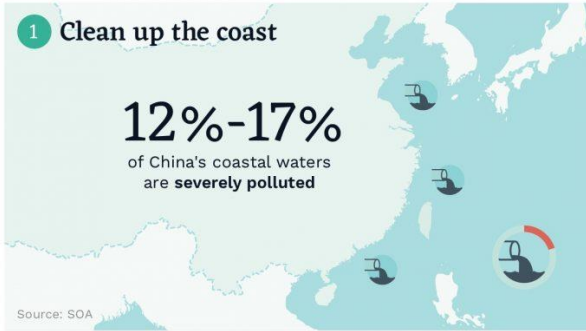 1 Clean up the coast
12%-17%
of China's coastal waters
are severely polluted
Source: SOA